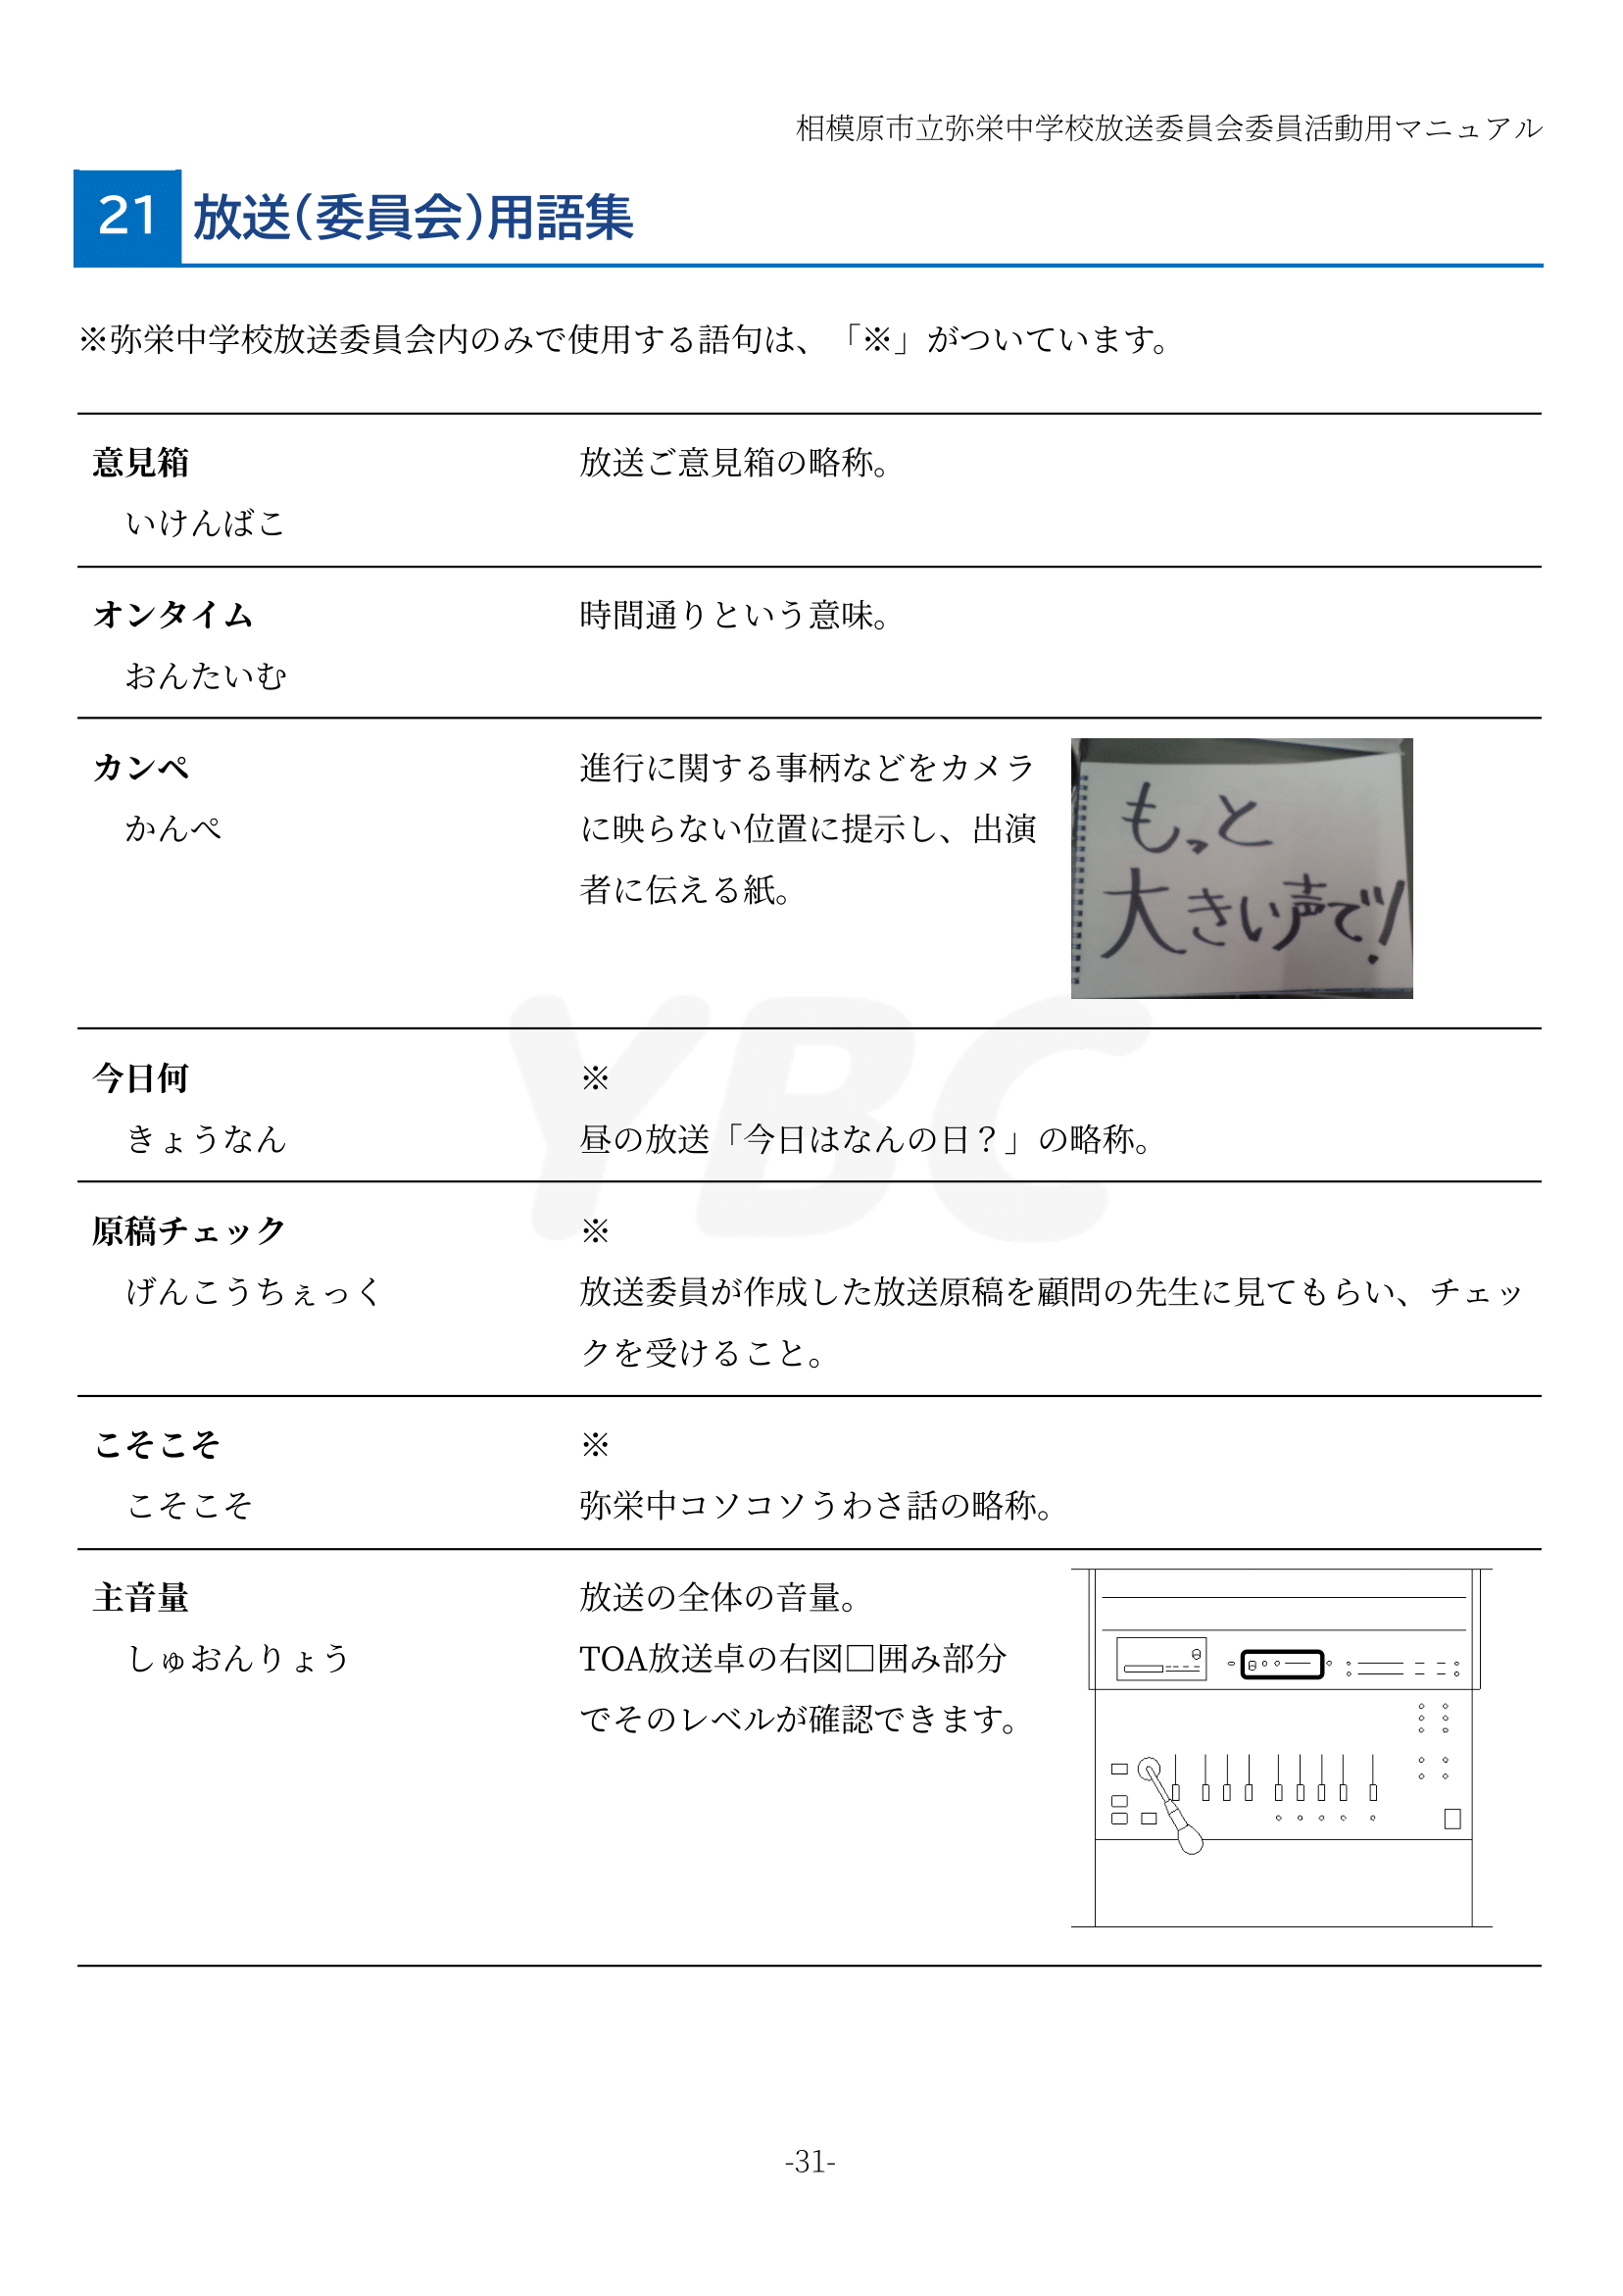 相模原市立弥栄中学校放送委員会委員活動用マニュアル
21 放送(委員会)用語集
※弥栄中学校放送委員会内のみで使用する語句は、「※」がついています。
意見箱
いけんばこ
放送ご意見箱の略称。
オンタイム
おんたいむ
時間通りという意味。
カンペ
かんぺ
進行に関する事柄などをカメラ
に映らない位置に提示し、出演
者に伝える紙。
もっと
大きい声で!
YBC
今日何
きょうなん
※
昼の放送「今日はなんの日？」の略称。
原稿チェック
げんこうちぇっく
※
放送委員が作成した放送原稿を顧問の先生に見てもらい、チェッ
クを受けること。
こそこそ
こそこそ
※
弥栄中コソコソうわさ話の略称。
主音量
しゅおんりょう
放送の全体の音量。
TOA放送卓の右図□囲み部分
でそのレベルが確認できます。
-31-